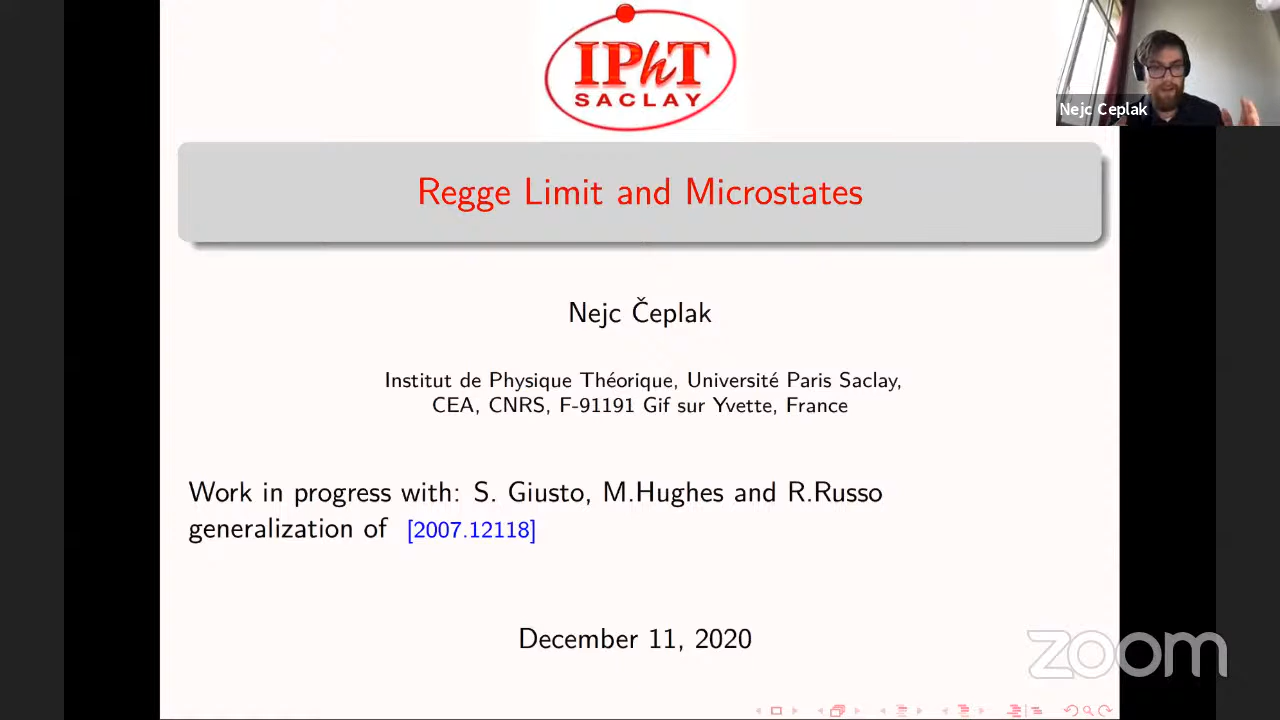 IPhT
SACLAY
Nejc Ceplak
Regge Limit and Microstates
Nejc Čeplak
Institut de Physique Théorique, Université Paris Saclay,
CEA, CNRS, F-91191 Gif sur Yvette, France
Work in progress with: S. Giusto, M.Hughes and R.Russo
generalization of [2007.12118]
December 11, 2020
zoom